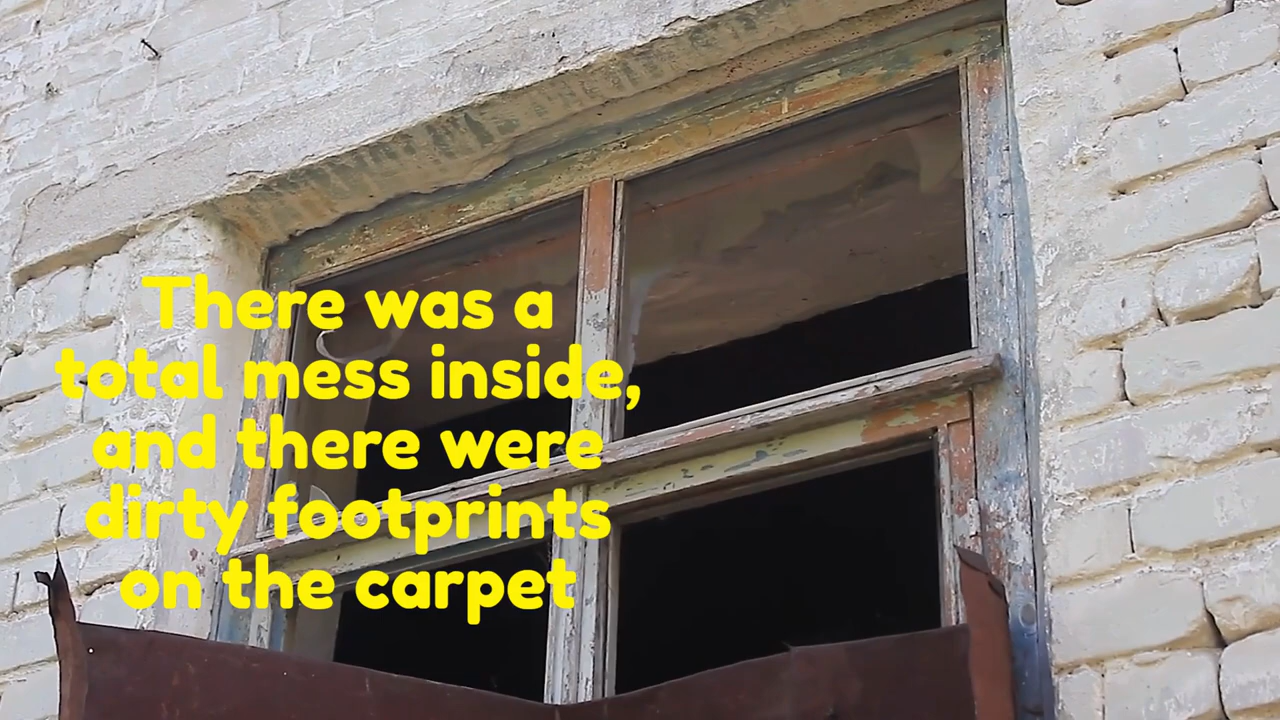 There was a
total mess inside,
and there were
dirty footprints
on the carpet